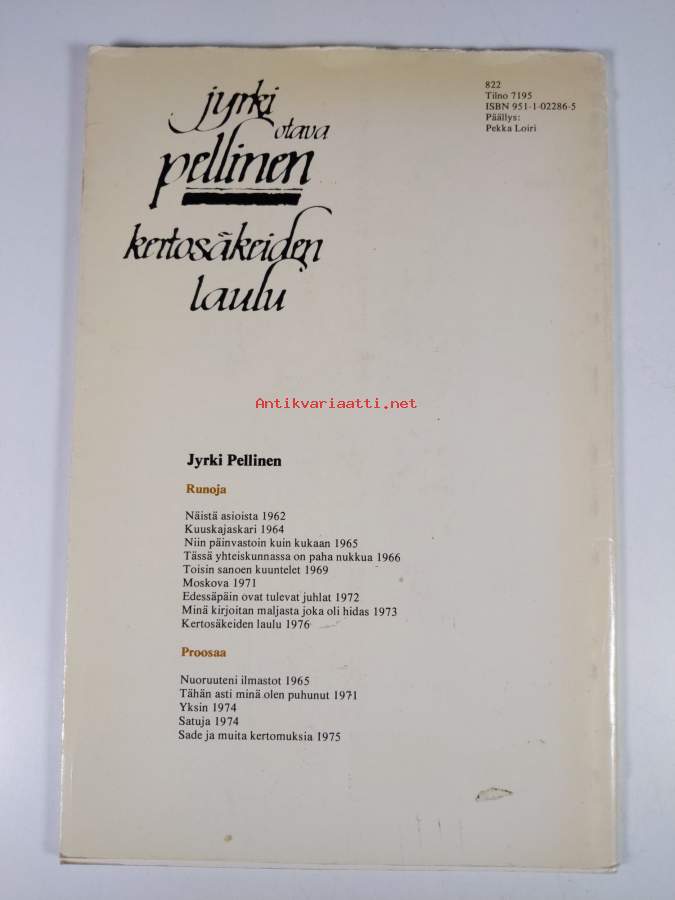 jyrki
otava
pellinen
kertosäkeiden
laulu
822
Tilno 7195
ISBN 951-1-02286-5
Päällys:
Pekka Loiri
Antikvariaatti.net
Jyrki Pellinen
Runoja
Näistä asioista 1962
Kuuskajaskari 1964
Niin päinvastoin kuin kukaan 1965
Tässä yhteiskunnassa on paha nukkua 1966
Toisin sanoen kuuntelet 1969
Moskova 1971
Edessäpäin ovat tulevat juhlat 1972
Minä kirjoitan maljasta joka oli hidas 1973
Kertosäkeiden laulu 1976
Proosaa
Nuoruuteni ilmastot 1965
Tähän asti minä olen puhunut 1971
Yksin 1974
Satuja 1974
Sade ja muita kertomuksia 1975